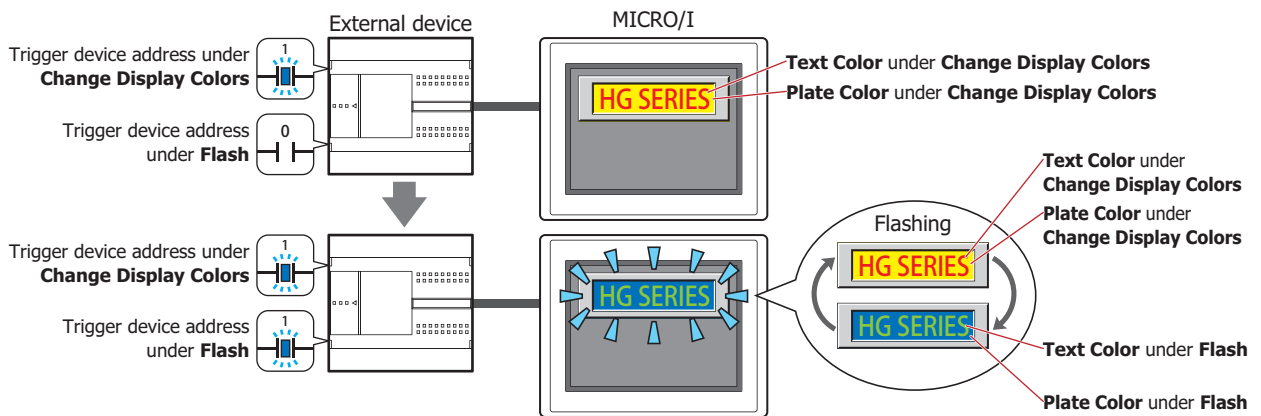 External device
MICRO/I
Trigger device address under
Change Display Colors
1
Trigger device address
under Flash
0
HG SERIES
Text Color under Change Display Colors
Plate Color under Change Display Colors
Trigger device address under
Change Display Colors
1
Trigger device address
under Flash
1
HG SERIES
Flashing
HG SERIES
HG SERIES
Text Color under
Change Display Colors
Plate Color under
Change Display Colors
Text Color under Flash
Plate Color under Flash